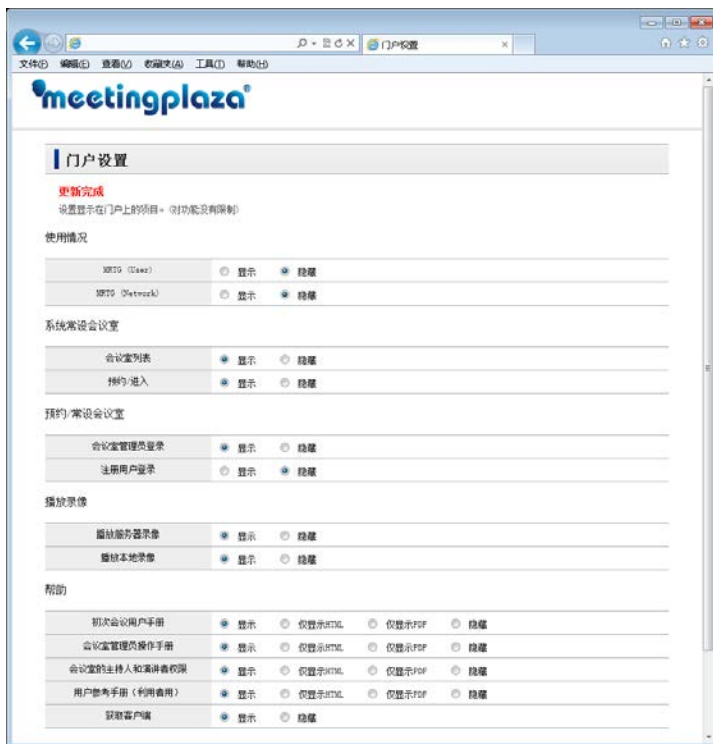 门户设置
文件(F) 编辑(E) 查看(V) 收藏夹(A) 工具(T) 帮助(H)
meetingplaza
门户设置
更新完成
设置显示在门户上的项目。(对功能没有限制)
使用情况
MRTG (User) 显示 隐藏
MRTG (Network) 显示 隐藏
系统常设会议室
会议室列表 显示 隐藏
预约/进入 显示 隐藏
预约/常设会议室
会议室管理员登录 显示 隐藏
注册用户登录 显示 隐藏
播放录像
播放服务器录像 显示 隐藏
播放本地录像 显示 隐藏
帮助
初次会议用户手册 显示 仅显示HTML 仅显示PDF 隐藏
会议室管理员操作手册 显示 仅显示HTML 仅显示PDF 隐藏
会议室的主持人和演讲者权限 显示 仅显示HTML 仅显示PDF 隐藏
用户参考手册(利用者用) 显示 仅显示HTML 仅显示PDF 隐藏
获取客户端 显示 隐藏